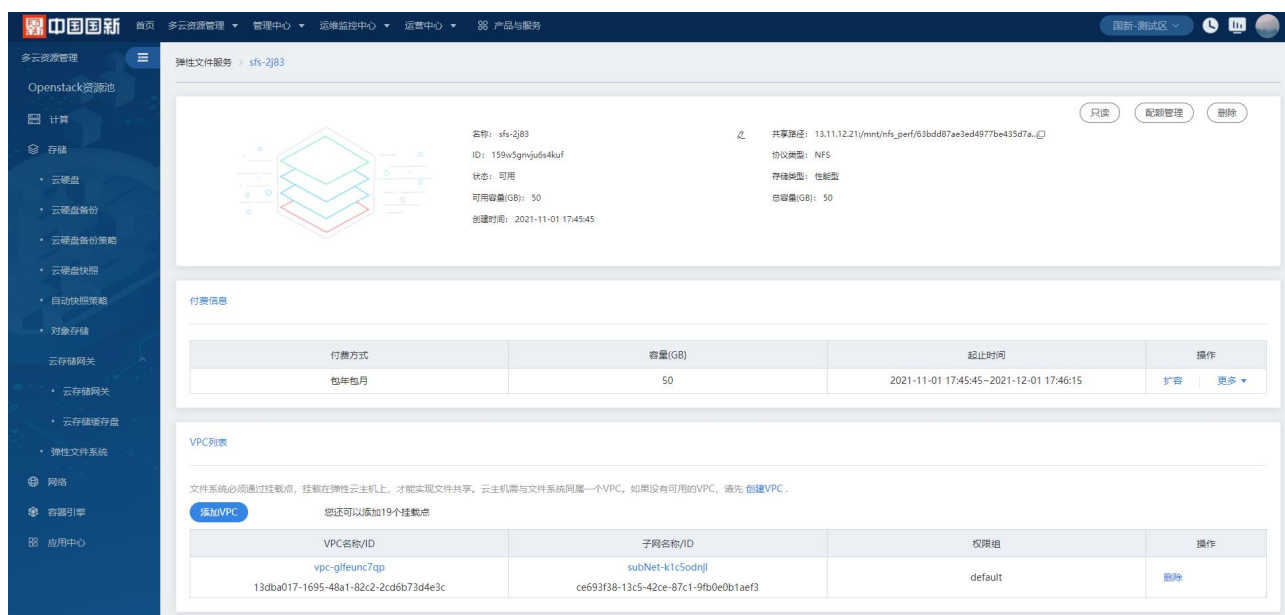 中国国新 首页 多云资源管理 管理中心 运维监控中心 运营中心 产品与服务 国新-测试区
多云资源管理
Openstack资源池
计算
存储
云硬盘
云硬盘备份
云硬盘备份策略
云硬盘快照
自动快照策略
对象存储
云存储网关
云存储网关
云存储缓存盘
弹性文件系统
网络
容器引擎
应用中心
弹性文件服务 > sfs-2j83
只读 配额管理 删除
名称: sfs-2j83 共享路径: 13.11.12.21:/mnt/nfs_perf/63bdd87ae3ed4977be435d7a...
ID: 159w5gnvju6s4kuf 协议类型: NFS
状态: 可用 存储类型: 性能型
可用容量(GB): 50 总容量(GB): 50
创建时间: 2021-11-01 17:45:45
付费信息
付费方式 容量(GB) 起止时间 操作
包年包月 50 2021-11-01 17:45:45~2021-12-01 17:46:15 扩容 更多
VPC列表
文件系统必须通过挂载点，挂载在弹性云主机上，才能实现文件共享。云主机需与文件系统同属一个VPC。如果没有可用的VPC，请先 创建VPC 。
添加VPC 您还可以添加19个挂载点
VPC名称/ID 子网名称/ID 权限组 操作
vpc-glfeunc7qp subNet-k1c5odnjl default 删除
13dba017-1695-48a1-82c2-2cd6b73d4e3c ce693f38-13c5-42ce-87c1-9fb0e0b1aef3